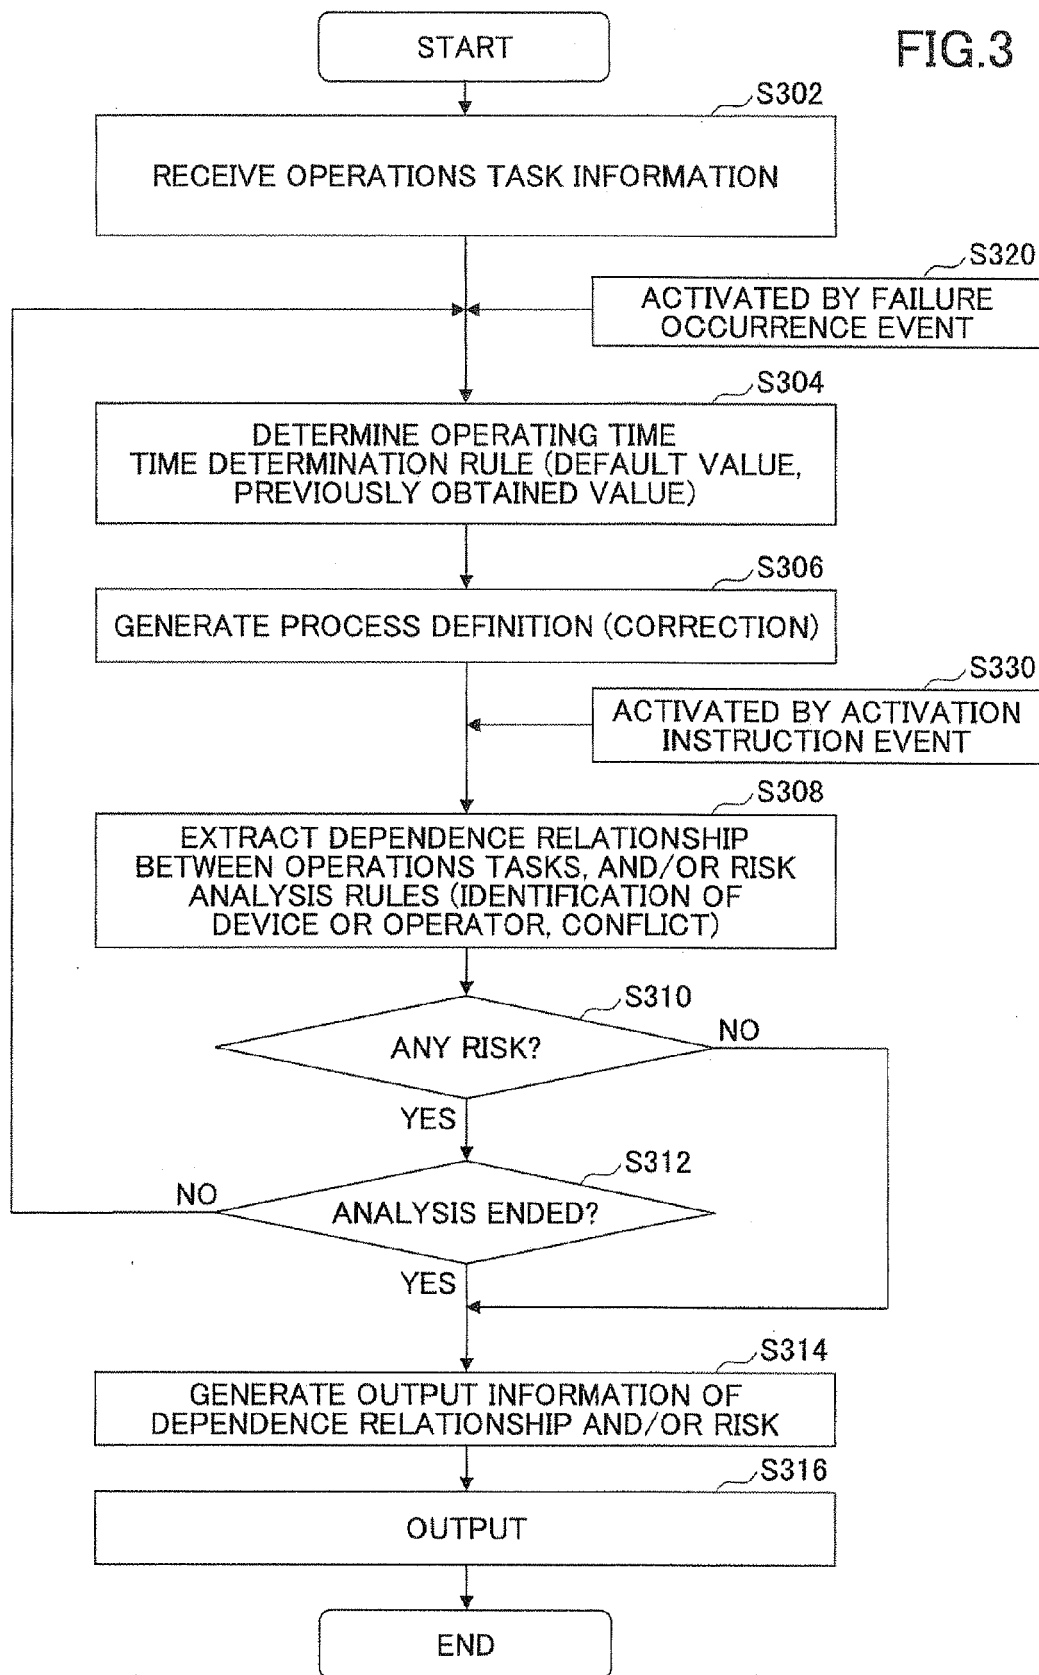 START
FIG.3
S302
RECEIVE OPERATIONS TASK INFORMATION
S320
ACTIVATED BY FAILURE
OCCURRENCE EVENT
S304
DETERMINE OPERATING TIME
TIME DETERMINATION RULE (DEFAULT VALUE,
PREVIOUSLY OBTAINED VALUE)
S306
GENERATE PROCESS DEFINITION (CORRECTION)
S330
ACTIVATED BY ACTIVATION
INSTRUCTION EVENT
S308
EXTRACT DEPENDENCE RELATIONSHIP
BETWEEN OPERATIONS TASKS, AND/OR RISK
ANALYSIS RULES (IDENTIFICATION OF
DEVICE OR OPERATOR, CONFLICT)
S310
ANY RISK?
NO
YES
S312
NO
ANALYSIS ENDED?
YES
S314
GENERATE OUTPUT INFORMATION OF
DEPENDENCE RELATIONSHIP AND/OR RISK
S316
OUTPUT
END